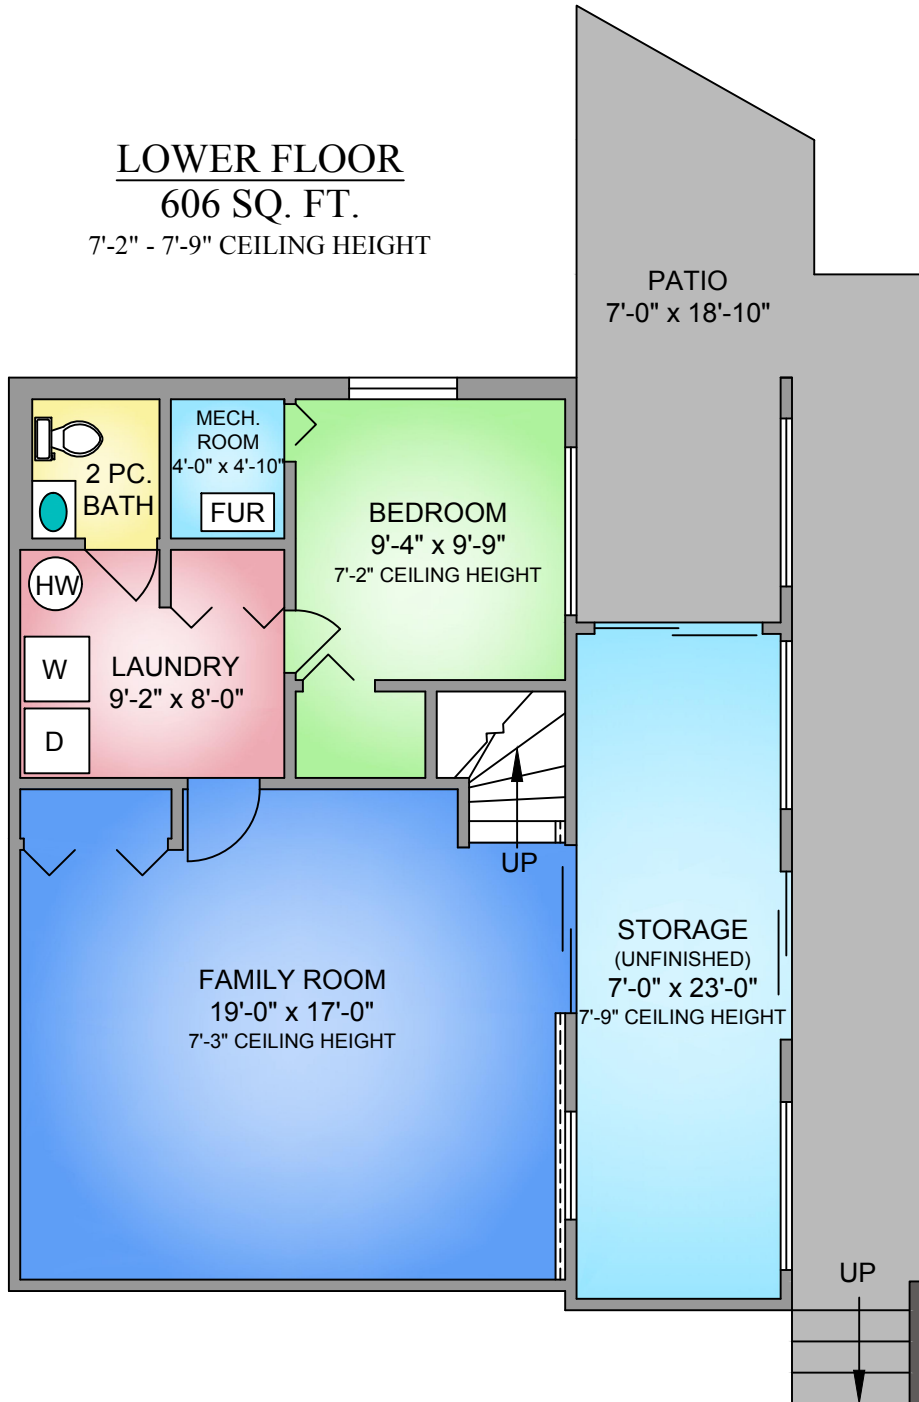 LOWER FLOOR
606 SQ. FT.
7'-2" - 7'-9" CEILING HEIGHT
PATIO
7'-0" x 18'-10"
2 PC.
BATH
MECH.
ROOM
4'-0" x 4'-10"
FUR
BEDROOM
9'-4" x 9'-9"
7'-2" CEILING HEIGHT
HW
W
D
LAUNDRY
9'-2" x 8'-0"
UP
FAMILY ROOM
19'-0" x 17'-0"
7'-3" CEILING HEIGHT
STORAGE
(UNFINISHED)
7'-0" x 23'-0"
7'-9" CEILING HEIGHT
UP